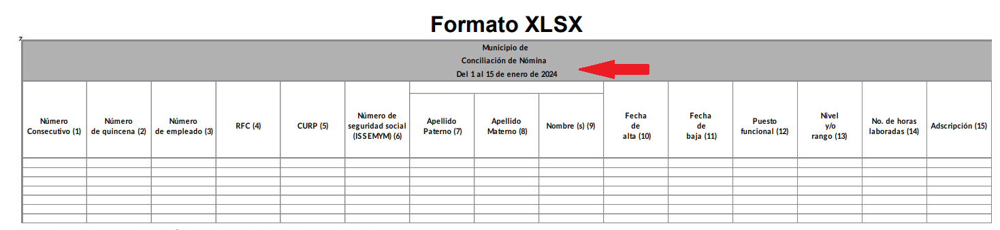 Formato XLSX
7
Municipio de
Conciliación de Nómina
Del 1 al 15 de enero de 2024
Número
Consecutivo (1)
Número
de quincena (2)
Número
de empleado (3)
RFC (4)
CURP (5)
Número de
seguridad social
(ISSEMYM) (6)
Apellido
Paterno (7)
Apellido
Materno (8)
Nombre (s) (9)
Fecha
de
alta (10)
Fecha
de
baja (11)
Puesto
funcional (12)
Nivel
y/o
rango (13)
No. de horas
laboradas (14)
Adscripción (15)